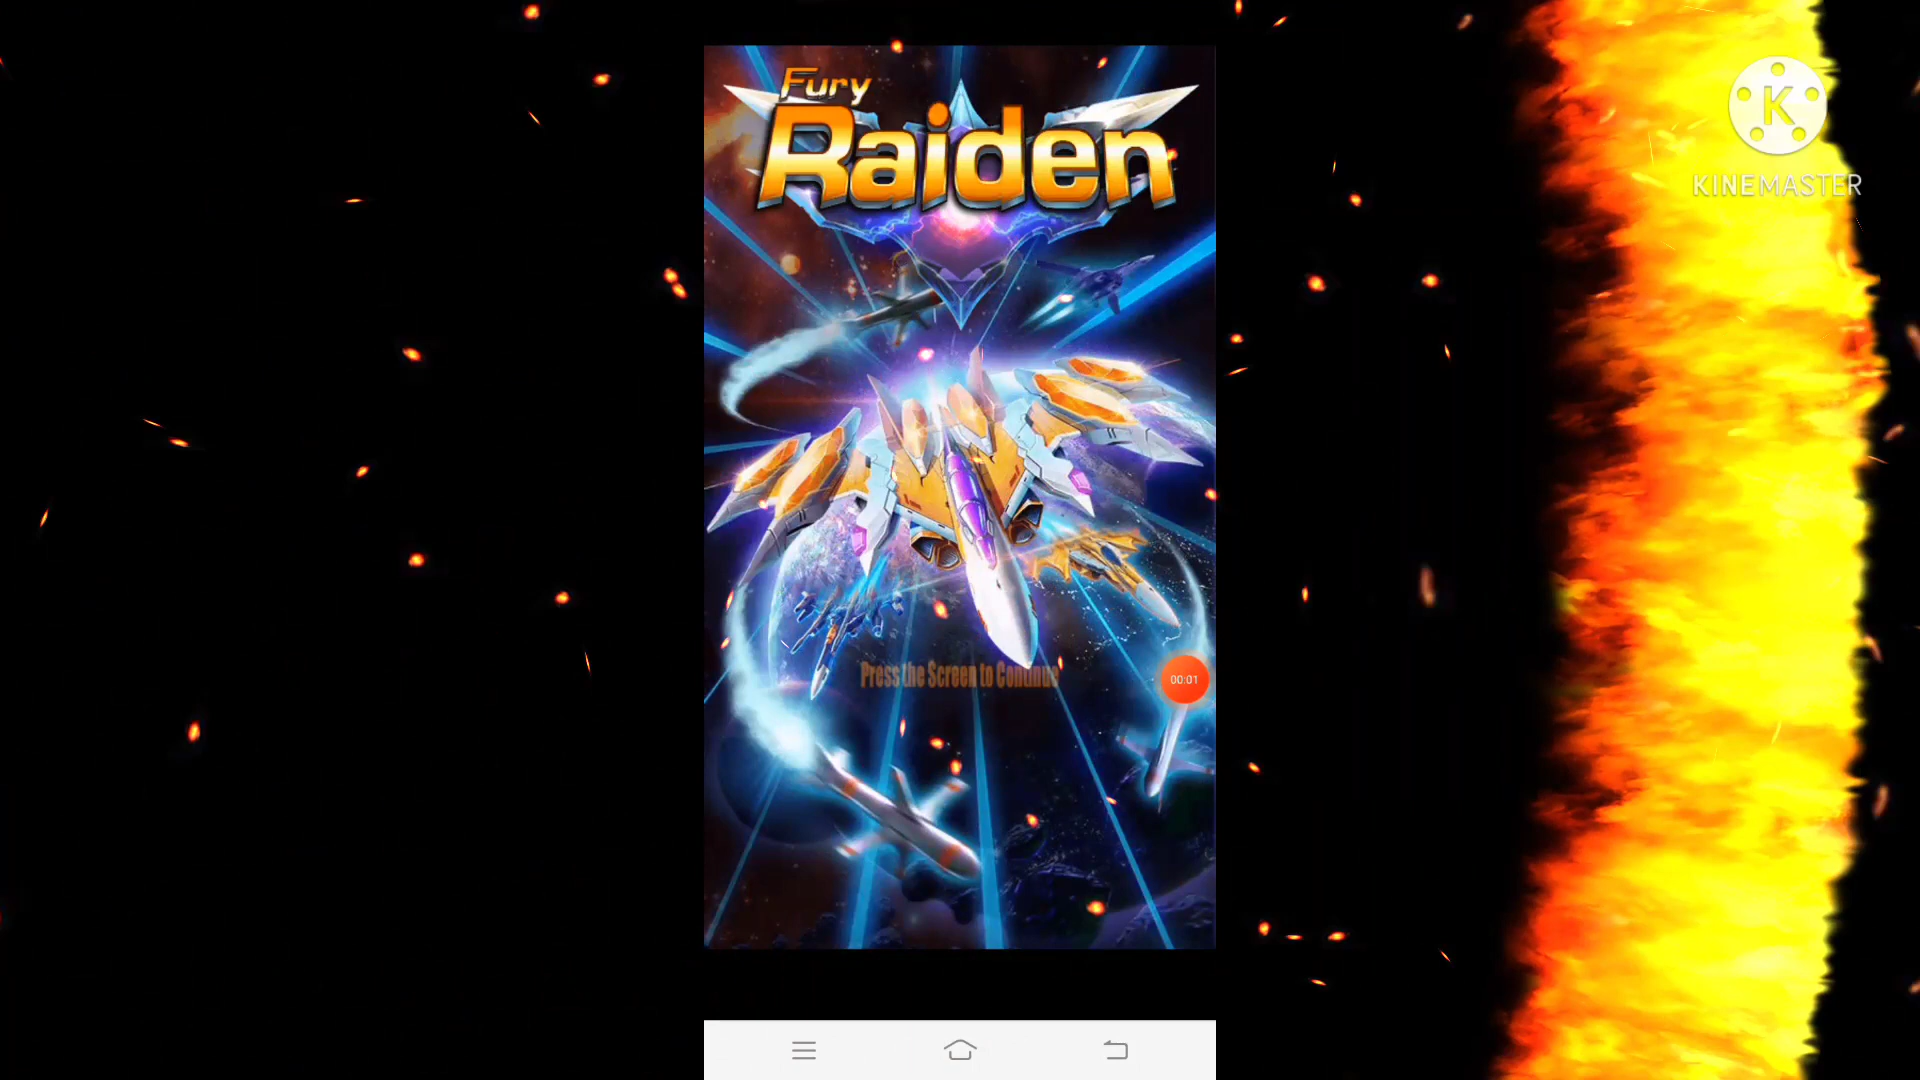 Fury
Raiden
K
KINEMASTER
Press the Screen to Continue
00:01